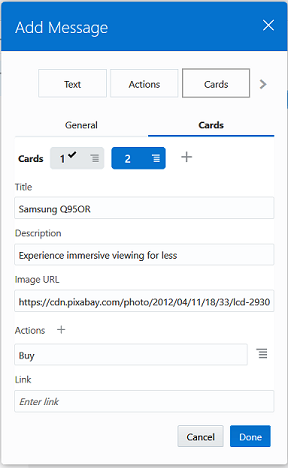 Add Message
Text Actions Cards
General Cards
Cards 1 2
Title
Samsung Q95OR
Description
Experience immersive viewing for less
Image URL
https://cdn.pixabay.com/photo/2012/04/11/18/33/lcd-2930
Actions
Buy
Link
Enter link
Cancel Done